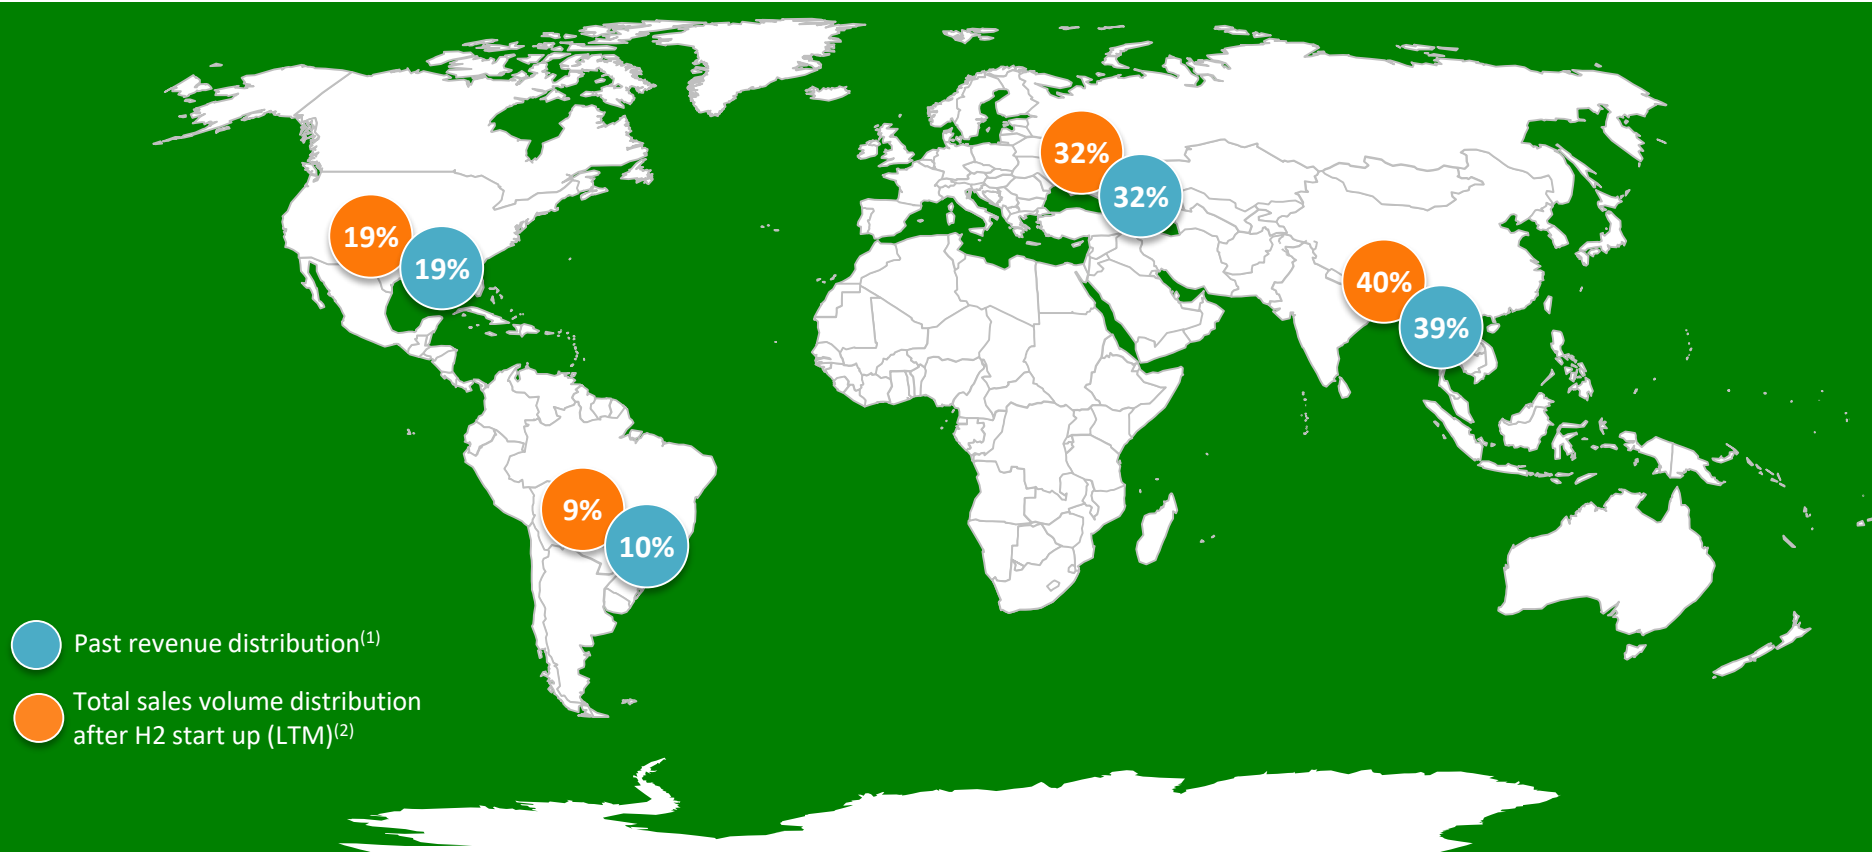 32%
32%
19%
19%
40%
39%
9%
10%
Past revenue distribution(1)
Total sales volume distribution
after H2 start up (LTM)(2)